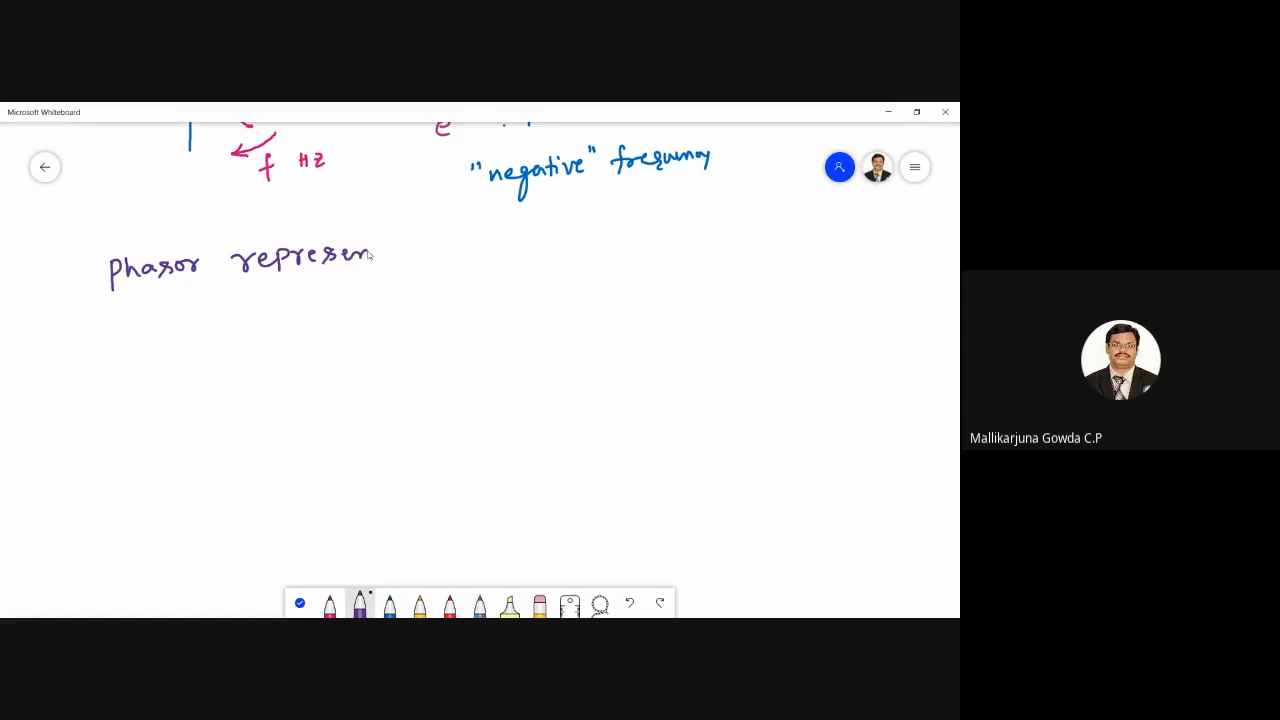 Microsoft Whiteboard
e
f Hz
"negative" frequency
phasor represen
Mallikarjuna Gowda C.P